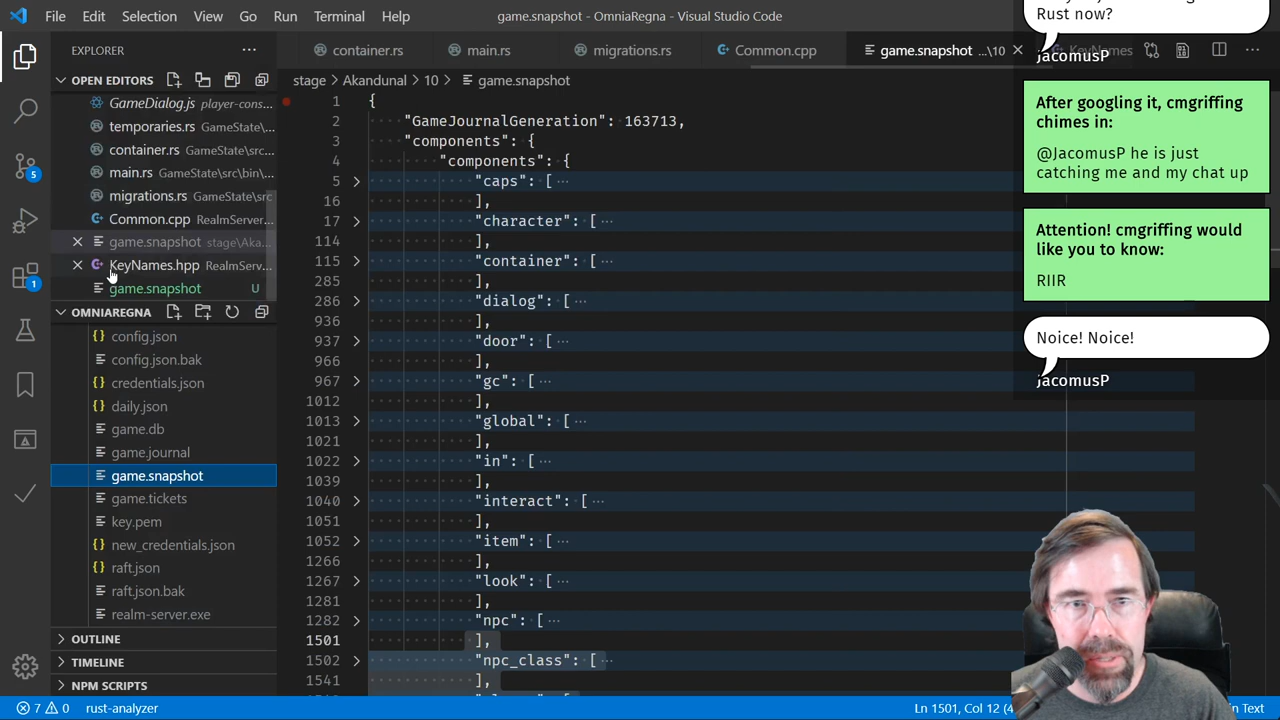 File Edit Selection View Go Run Terminal Help
game.snapshot - OmniaRegna - Visual Studio Code
EXPLORER
container.rs
main.rs
migrations.rs
Common.cpp
game.snapshot ...\10
KeyNames
OPEN EDITORS
stage > Akandunal > 10 > game.snapshot
GameDialog.js player-cons...
temporaries.rs GameState\...
container.rs GameState\src...
main.rs GameState\src\bin\...
migrations.rs GameState\src
Common.cpp RealmServer...
game.snapshot stage\Aka...
KeyNames.hpp RealmServ...
game.snapshot U
OMNIAREGNA
config.json
config.json.bak
credentials.json
daily.json
game.db
game.journal
game.snapshot
game.tickets
key.pem
new_credentials.json
raft.json
raft.json.bak
realm-server.exe
OUTLINE
TIMELINE
NPM SCRIPTS
5
1
1 {
2 "GameJournalGeneration": 163713,
3 "components": {
4 "components": {
5 "caps": [ ...
16 ],
17 "character": [ ...
114 ],
115 "container": [ ...
285 ],
286 "dialog": [ ...
936 ],
937 "door": [ ...
966 ],
967 "gc": [ ...
1012 ],
1013 "global": [ ...
1021 ],
1022 "in": [ ...
1039 ],
1040 "interact": [ ...
1051 ],
1052 "item": [ ...
1266 ],
1267 "look": [ ...
1281 ],
1282 "npc": [ ...
1501 ],
1502 "npc_class": [ ...
1541 ],
Rust now?
JacomusP
After googling it, cmgriffing
chimes in:
@JacomusP he is just
catching me and my chat up
Attention! cmgriffing would
like you to know:
RIIR
Noice! Noice!
JacomusP
7 0 rust-analyzer
Ln 1501, Col 12 (4
n Text